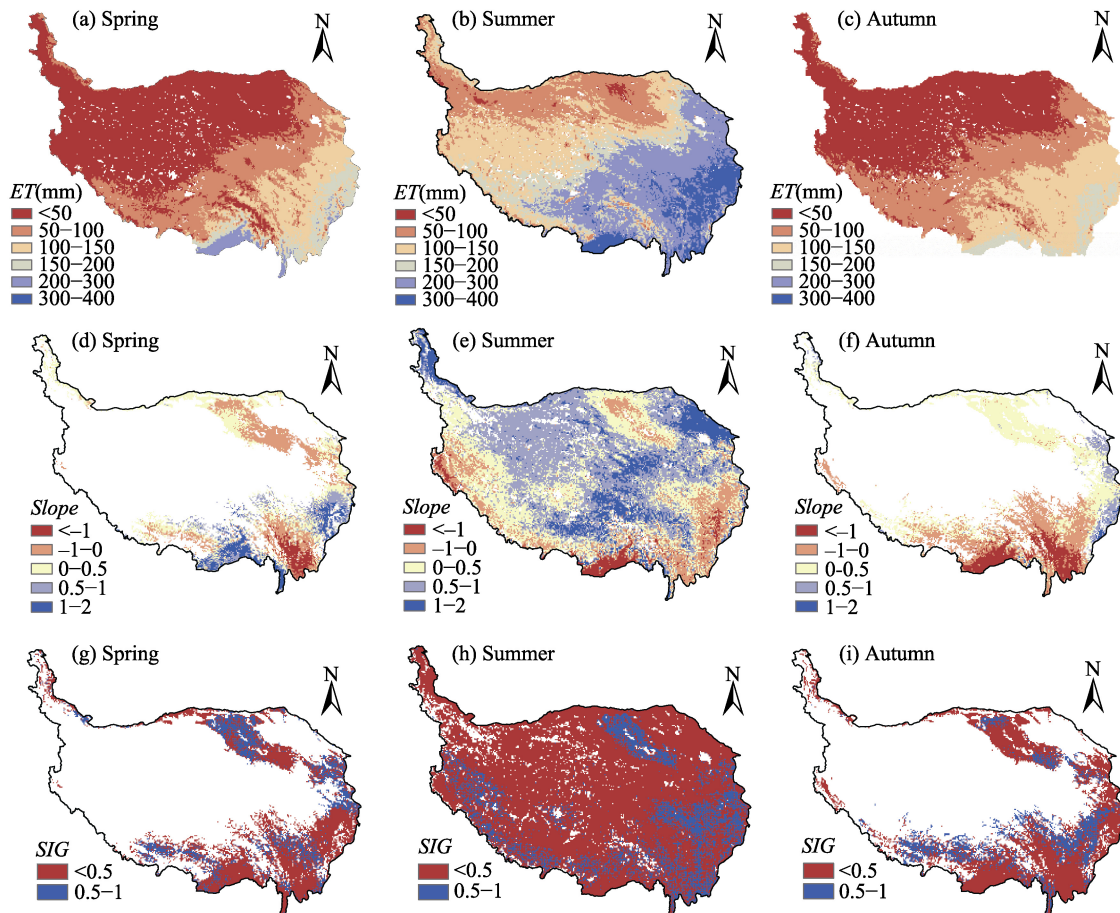 (a) Spring
N
ET(mm)
<50
50−100
100−150
150−200
200−300
300−400
(b) Summer
N
ET(mm)
<50
50−100
100−150
150−200
200−300
300−400
(c) Autumn
N
ET(mm)
<50
50−100
100−150
150−200
200−300
300−400
(d) Spring
N
Slope
<−1
−1−0
0−0.5
0.5−1
1−2
(e) Summer
N
Slope
<−1
−1−0
0−0.5
0.5−1
1−2
(f) Autumn
N
Slope
<−1
−1−0
0−0.5
0.5−1
1−2
(g) Spring
N
SIG
<0.5
0.5−1
(h) Summer
N
SIG
<0.5
0.5−1
(i) Autumn
N
SIG
<0.5
0.5−1